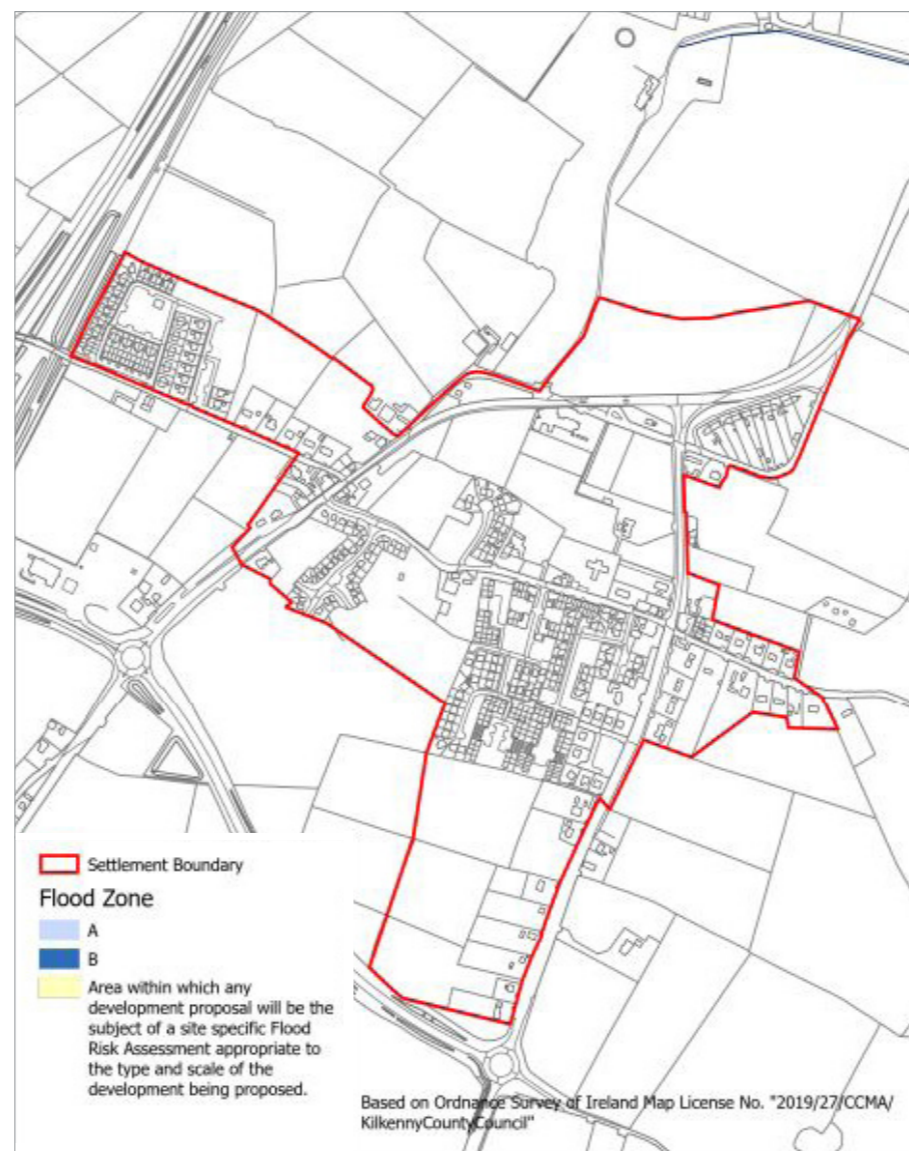 Settlement Boundary
Flood Zone
A
B
Area within which any
development proposal will be the
subject of a site specific Flood
Risk Assessment appropriate to
the type and scale of the
development being proposed.
Based on Ordnance Survey of Ireland Map License No. "2019/27/CCMA/
KilkennyCountyCouncil"